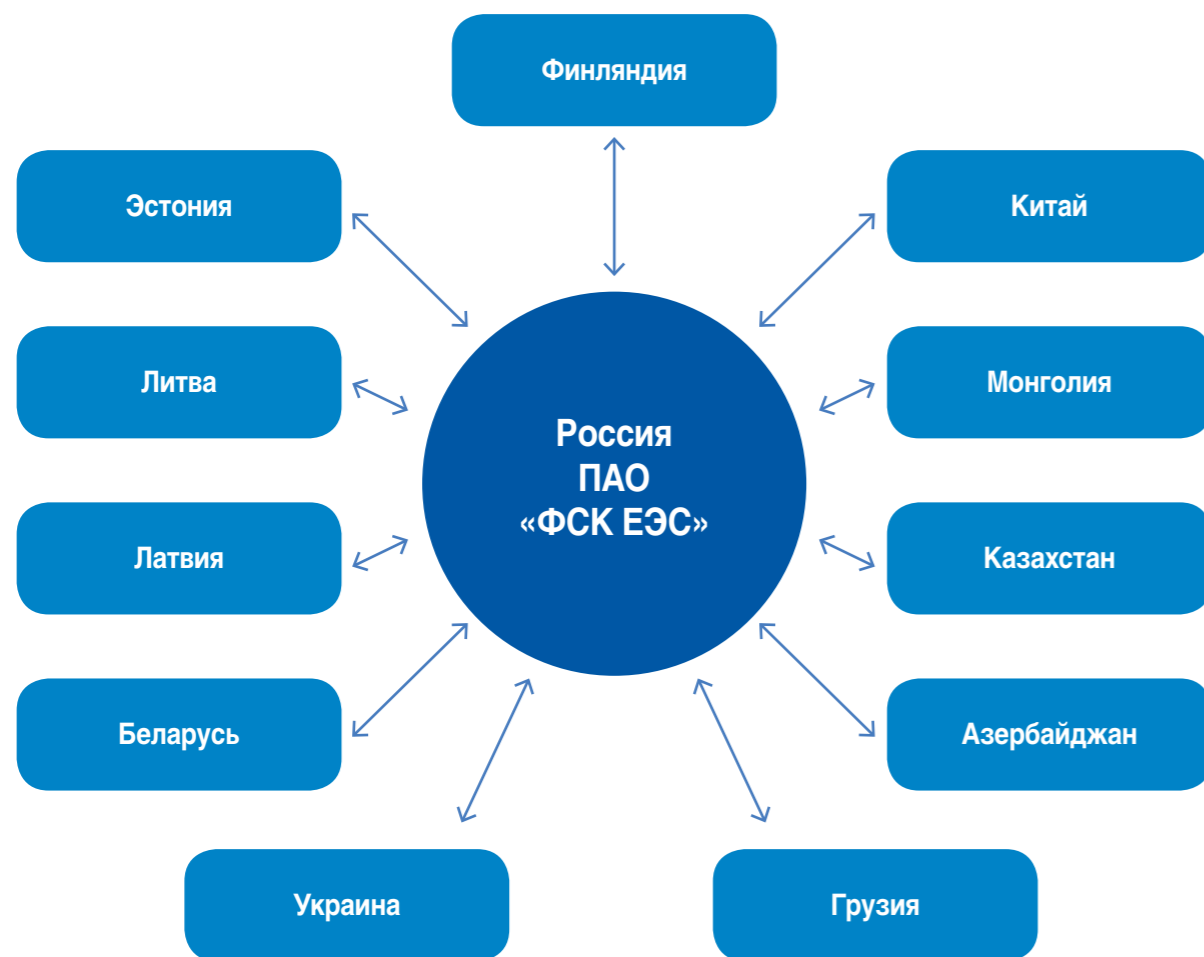 Финляндия
Эстония
Китай
Литва
Монголия
Россия
ПАО
«ФСК ЕЭС»
Латвия
Казахстан
Беларусь
Азербайджан
Украина
Грузия